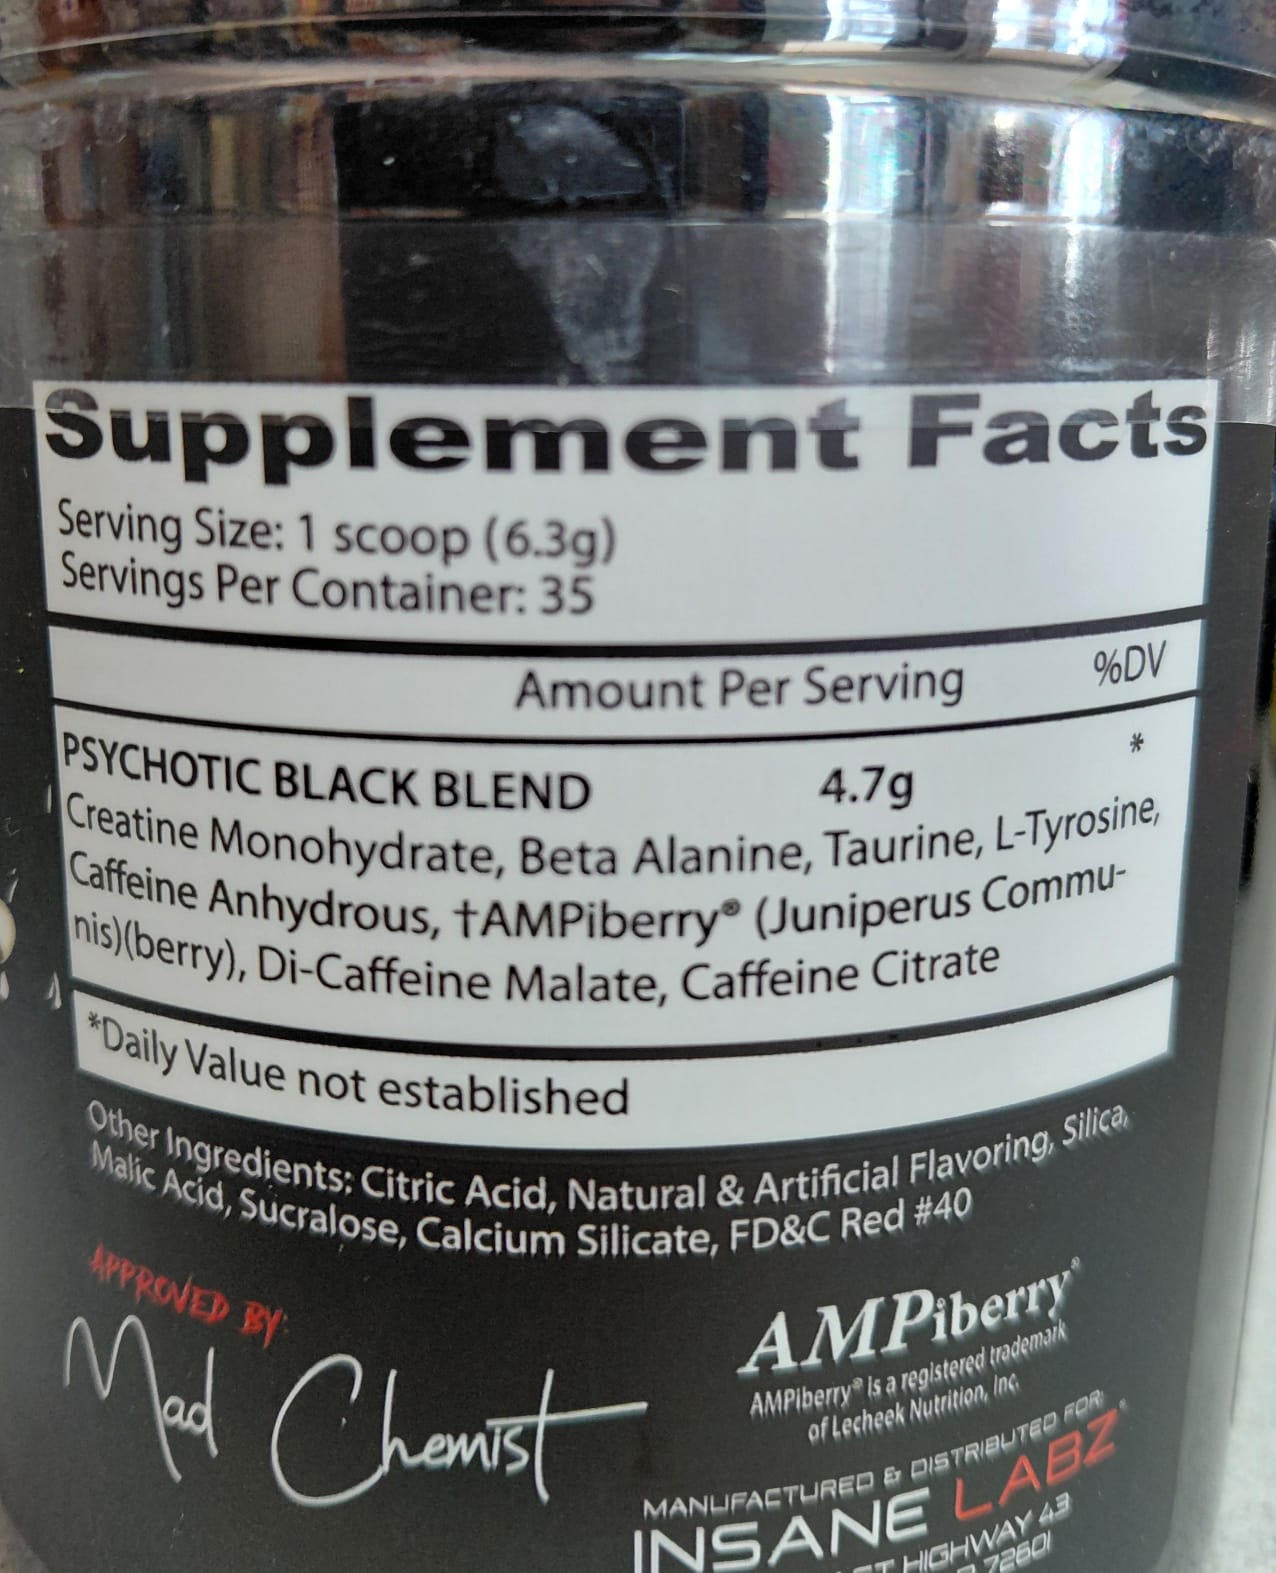 Supplement Facts
Serving Size: 1 scoop (6.3g)
Servings Per Container: 35
Amount Per Serving %DV
PSYCHOTIC BLACK BLEND 4.7g *
Creatine Monohydrate, Beta Alanine, Taurine, L-Tyrosine,
Caffeine Anhydrous, †AMPiberry® (Juniperus Commu-
nis)(berry), Di-Caffeine Malate, Caffeine Citrate
*Daily Value not established
Other Ingredients: Citric Acid, Natural & Artificial Flavoring, Silica,
Malic Acid, Sucralose, Calcium Silicate, FD&C Red #40
APPROVED BY:
Mad Chemist
AMPiberry®
AMPiberry® is a registered trademark
of Lecheek Nutrition, Inc.
MANUFACTURED & DISTRIBUTED FOR:
INSANE LABZ
HIGHWAY 43
72601